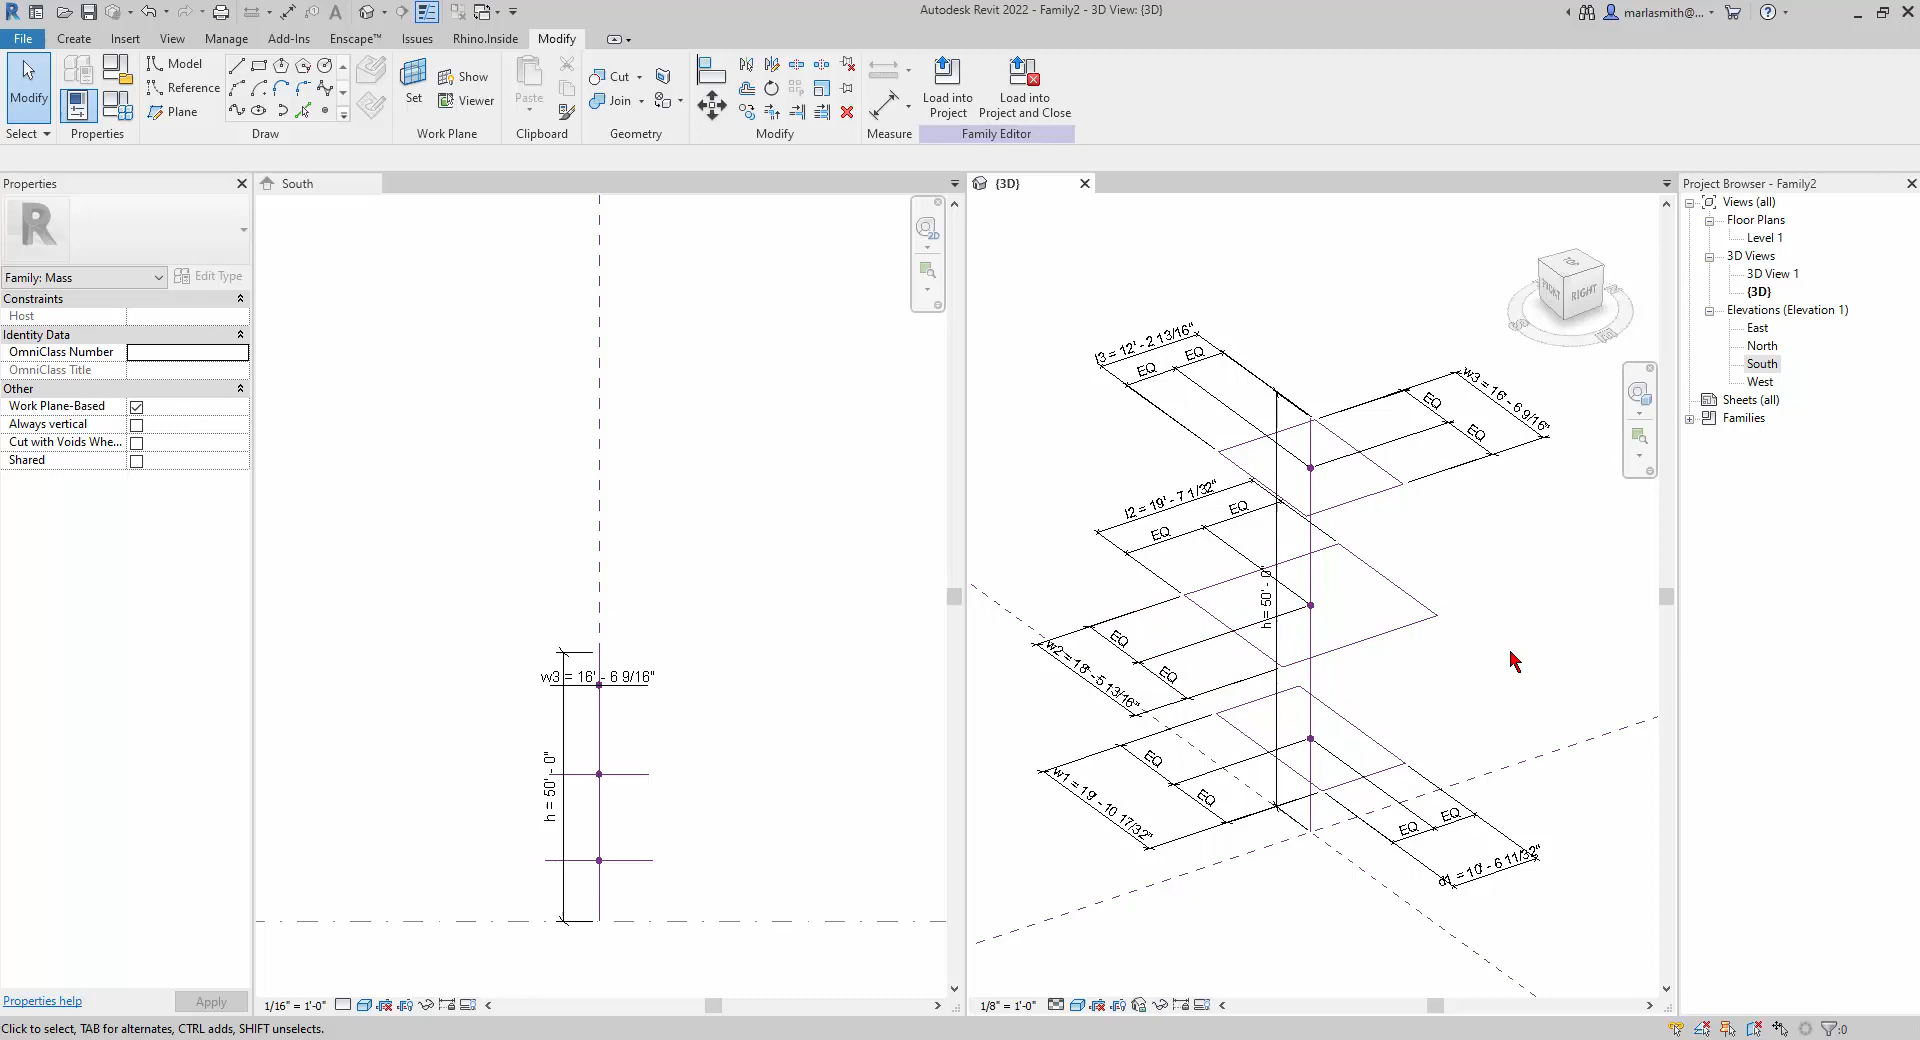 Autodesk Revit 2022 - Family2 - 3D View: {3D}
marlasmith@...
File
Create
Insert
View
Manage
Add-Ins
Enscape™
Issues
Rhino.Inside
Modify
Modify
Select
Properties
Model
Reference
Plane
Draw
Set
Show
Viewer
Work Plane
Paste
Clipboard
Cut
Join
Geometry
Modify
Measure
Load into
Project
Load into
Project and Close
Family Editor
Properties
R
Family: Mass
Edit Type
Constraints
Host
Identity Data
OmniClass Number
OmniClass Title
Other
Work Plane-Based
Always vertical
Cut with Voids Whe...
Shared
Properties help
Apply
South
2D
w3 = 16' - 6 9/16"
h = 50' - 0"
1/16" = 1'-0"
{3D}
TOP
FRONT
RIGHT
l3 = 12' - 2 13/16"
EQ
EQ
w3 = 16' - 6 9/16"
EQ
EQ
l2 = 19' - 7 1/32"
EQ
EQ
h = 50' - 0"
w2 = 18' - 5 13/16"
EQ
EQ
w1 = 19' - 10 17/32"
EQ
EQ
EQ
EQ
d1 = 10' - 6 11/32"
1/8" = 1'-0"
Project Browser - Family2
Views (all)
Floor Plans
Level 1
3D Views
3D View 1
{3D}
Elevations (Elevation 1)
East
North
South
West
Sheets (all)
Families
Click to select, TAB for alternates, CTRL adds, SHIFT unselects.
:0